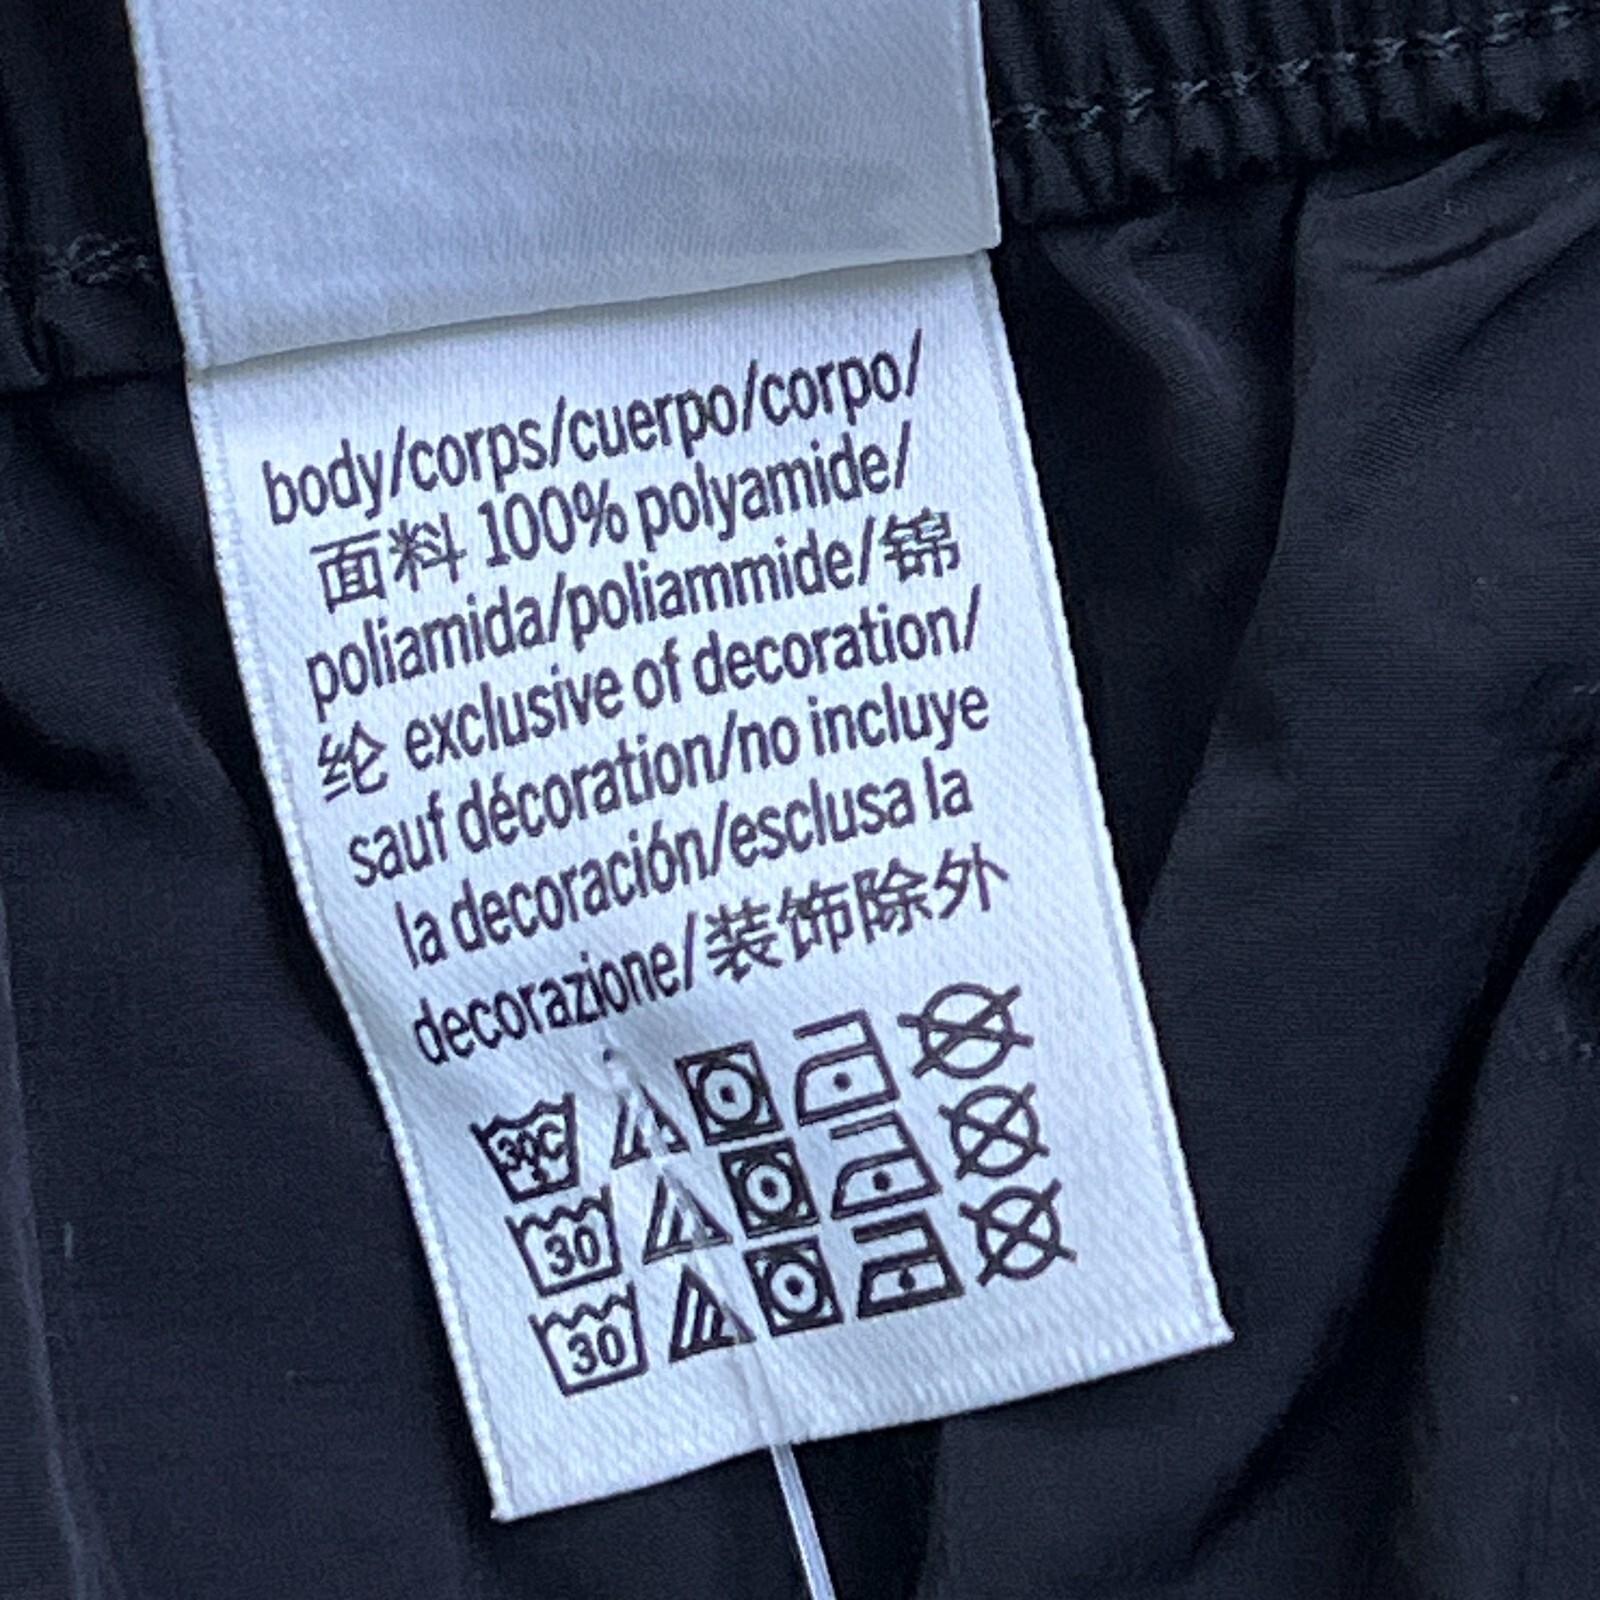 body/corps/cuerpo/corpo/
面料 100% polyamide/
poliamida/poliammide/锦
纶 exclusive of decoration/
sauf décoration/no incluye
la decoración/esclusa la
decorazione/装饰除外
30C
30
30